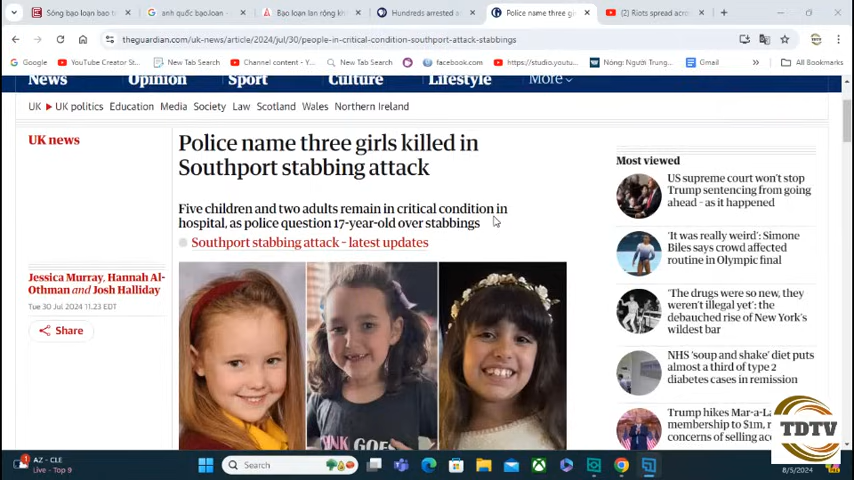 Sóng bạo loạn bao t
anh quốc bạoloạn -
Bạo loạn lan rộng kh
Hundreds arrested a
Police name three gi
(2) Riots spread acro
theguardian.com/uk-news/article/2024/jul/30/people-in-critical-condition-southport-attack-stabbings
Google
YouTube Creator St...
New Tab Search
Channel content - Y...
New Tab Search
facebook.com
https://studio.yout...
Nóng: Người Trung...
Gmail
All Bookmarks
News
Opinion
Sport
Culture
Lifestyle
More
UK
UK politics
Education
Media
Society
Law
Scotland
Wales
Northern Ireland
UK news
Police name three girls killed in
Southport stabbing attack
Five children and two adults remain in critical condition in
hospital, as police question 17-year-old over stabbings
Southport stabbing attack – latest updates
Jessica Murray, Hannah Al-
Othman and Josh Halliday
Tue 30 Jul 2024 11.23 EDT
Share
PINK GOES
Most viewed
US supreme court won't stop
Trump sentencing from going
ahead – as it happened
'It was really weird': Simone
Biles says crowd affected
routine in Olympic final
'The drugs were so new, they
weren't illegal yet': the
debauched rise of New York's
wildest bar
NHS 'soup and shake' diet puts
almost a third of type 2
diabetes cases in remission
Trump hikes Mar-a-La
membership to $1m, r
concerns of selling acc
TDTV
AZ - CLE
Live - Top 9
Search
8/5/2024